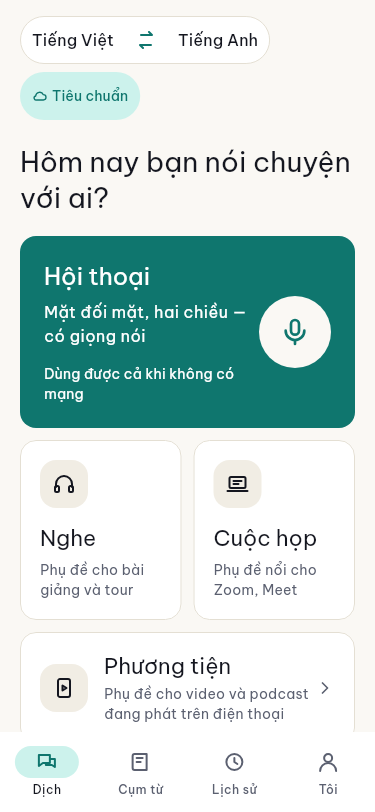 Tiếng Việt
Tiếng Anh
Tiêu chuẩn
Hôm nay bạn nói chuyện
với ai?
Hội thoại
Mặt đối mặt, hai chiều —
có giọng nói
Dùng được cả khi không có
mạng
Nghe
Phụ đề cho bài
giảng và tour
Cuộc họp
Phụ đề nổi cho
Zoom, Meet
Phương tiện
Phụ đề cho video và podcast
đang phát trên điện thoại
Dịch
Cụm từ
Lịch sử
Tôi